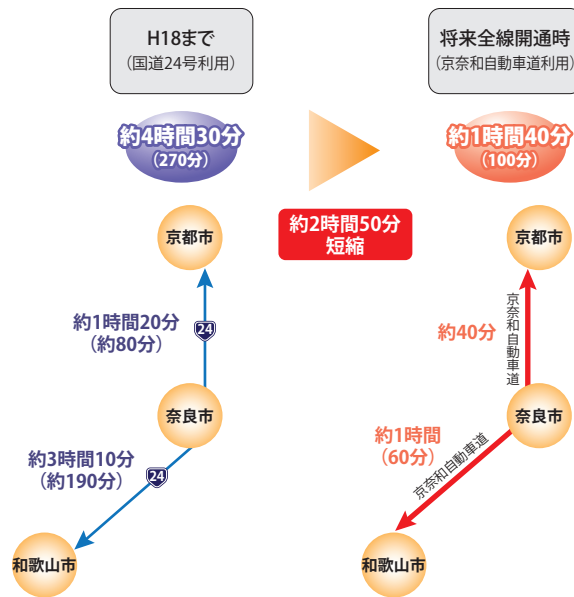 H18まで
（国道24号利用）
将来全線開通時
（京奈和自動車道利用）
約4時間30分
（270分）
約1時間40分
（100分）
約2時間50分
短縮
京都市
約1時間20分
（約80分）
24
奈良市
約3時間10分
（約190分）
24
和歌山市
京都市
約40分
京奈和自動車道
奈良市
約1時間
（60分）
京奈和自動車道
和歌山市